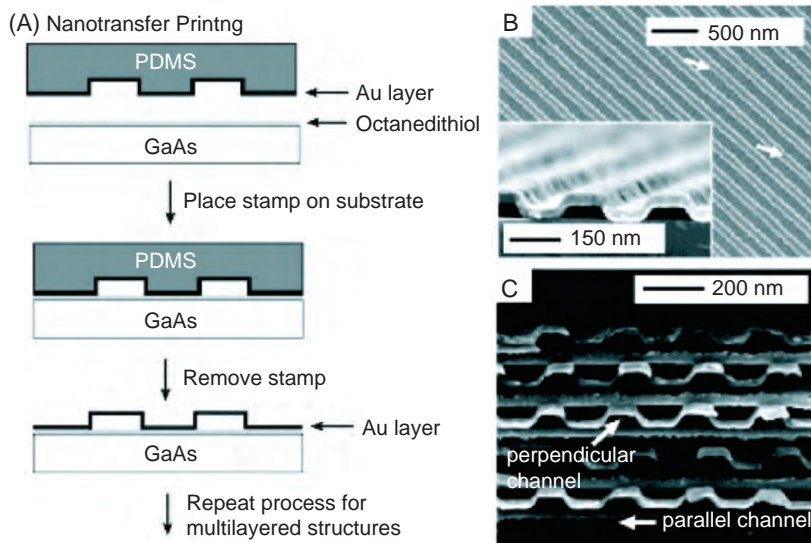 (A) Nanotransfer Printng
PDMS
Au layer
Octanedithiol
GaAs
Place stamp on substrate
PDMS
GaAs
Remove stamp
Au layer
GaAs
Repeat process for
multilayered structures
B
500 nm
150 nm
C
200 nm
perpendicular
channel
parallel channel